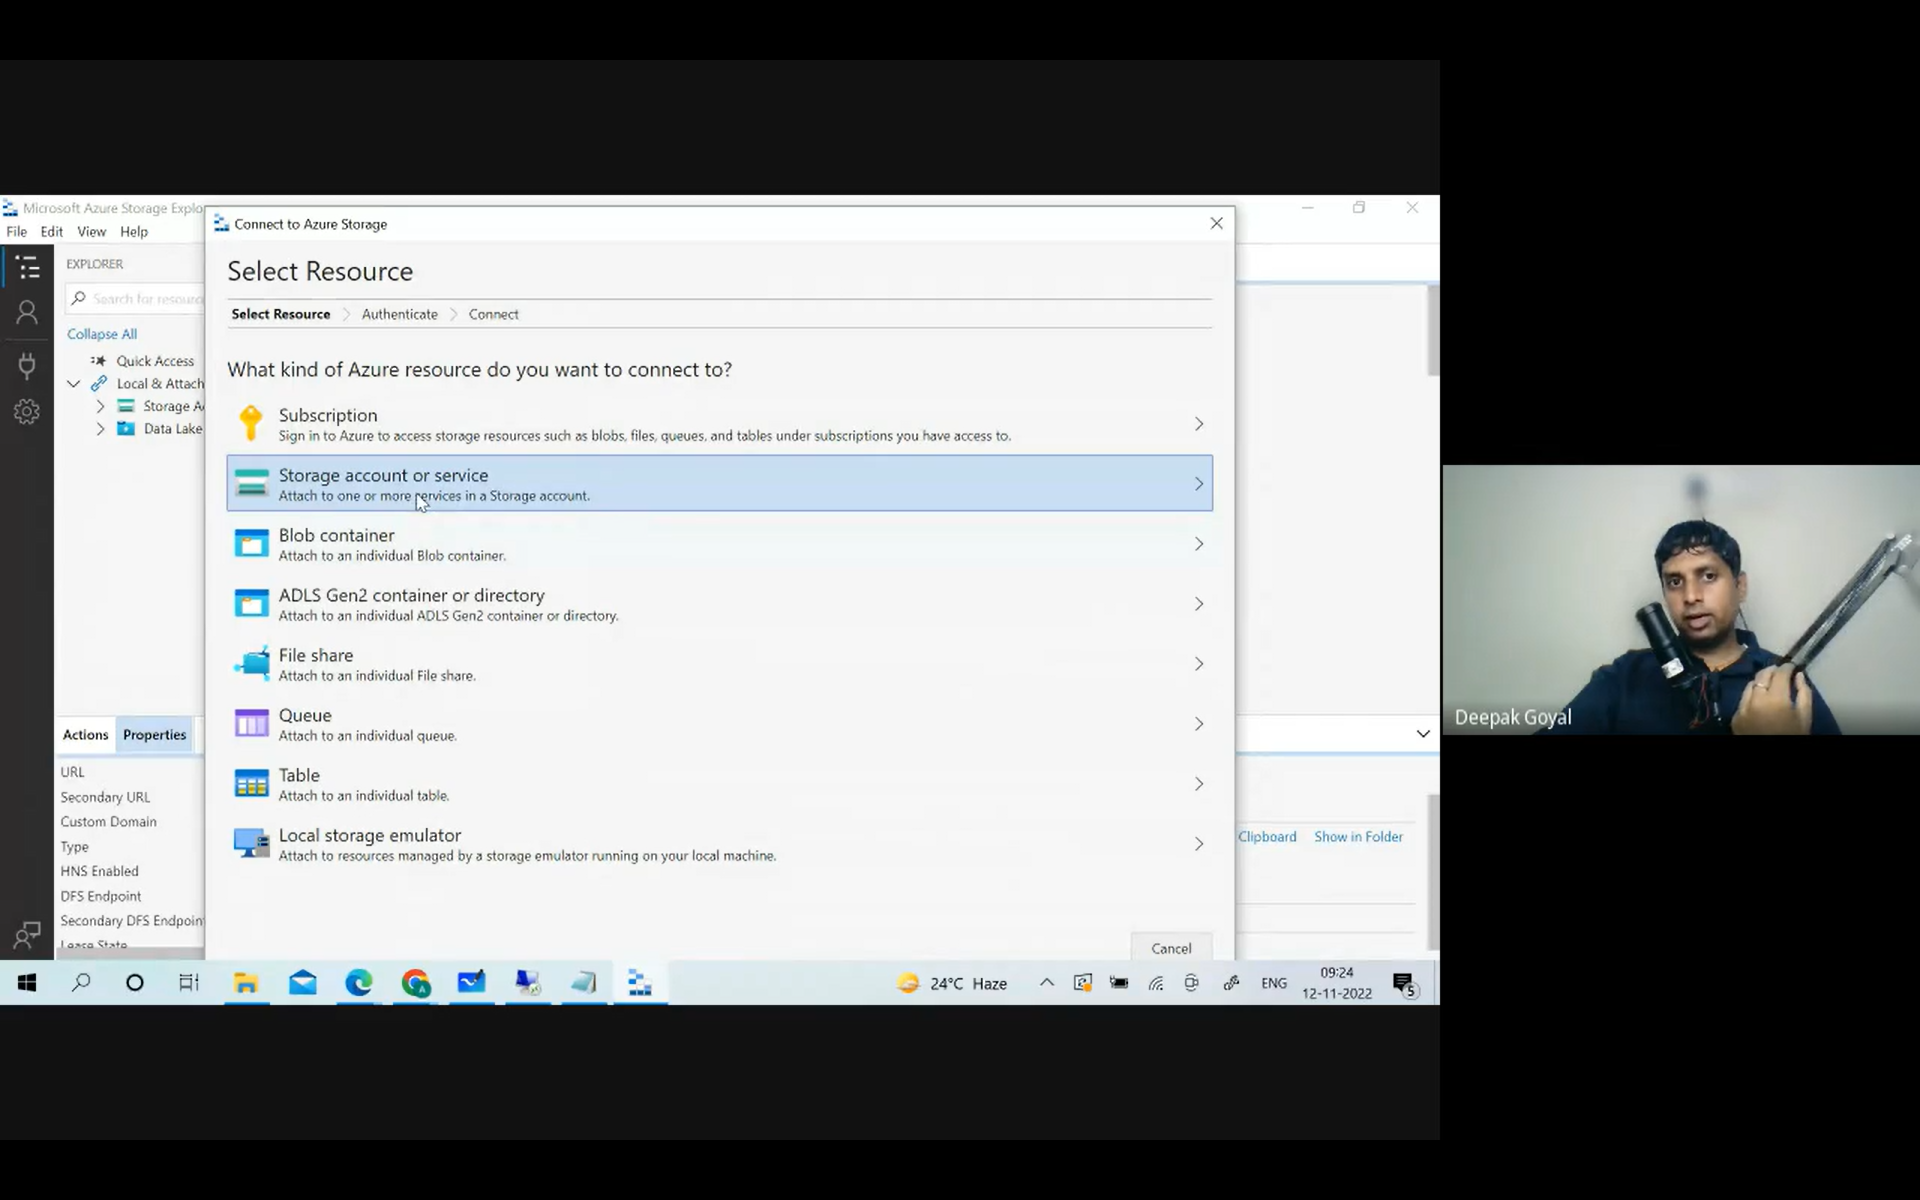 Microsoft Azure Storage Explo
Connect to Azure Storage
File Edit View Help
EXPLORER
Search for resourc
Collapse All
Quick Access
Local & Attach
Storage A
Data Lake
Select Resource
Select Resource Authenticate Connect
What kind of Azure resource do you want to connect to?
Subscription
Sign in to Azure to access storage resources such as blobs, files, queues, and tables under subscriptions you have access to.
Storage account or service
Attach to one or more services in a Storage account.
Blob container
Attach to an individual Blob container.
ADLS Gen2 container or directory
Attach to an individual ADLS Gen2 container or directory.
File share
Attach to an individual File share.
Queue
Attach to an individual queue.
Table
Attach to an individual table.
Local storage emulator
Attach to resources managed by a storage emulator running on your local machine.
Cancel
Actions Properties
URL
Secondary URL
Custom Domain
Type
HNS Enabled
DFS Endpoint
Secondary DFS Endpoin
Lease State
Clipboard Show in Folder
24°C Haze
ENG
09:24
12-11-2022
5
Deepak Goyal